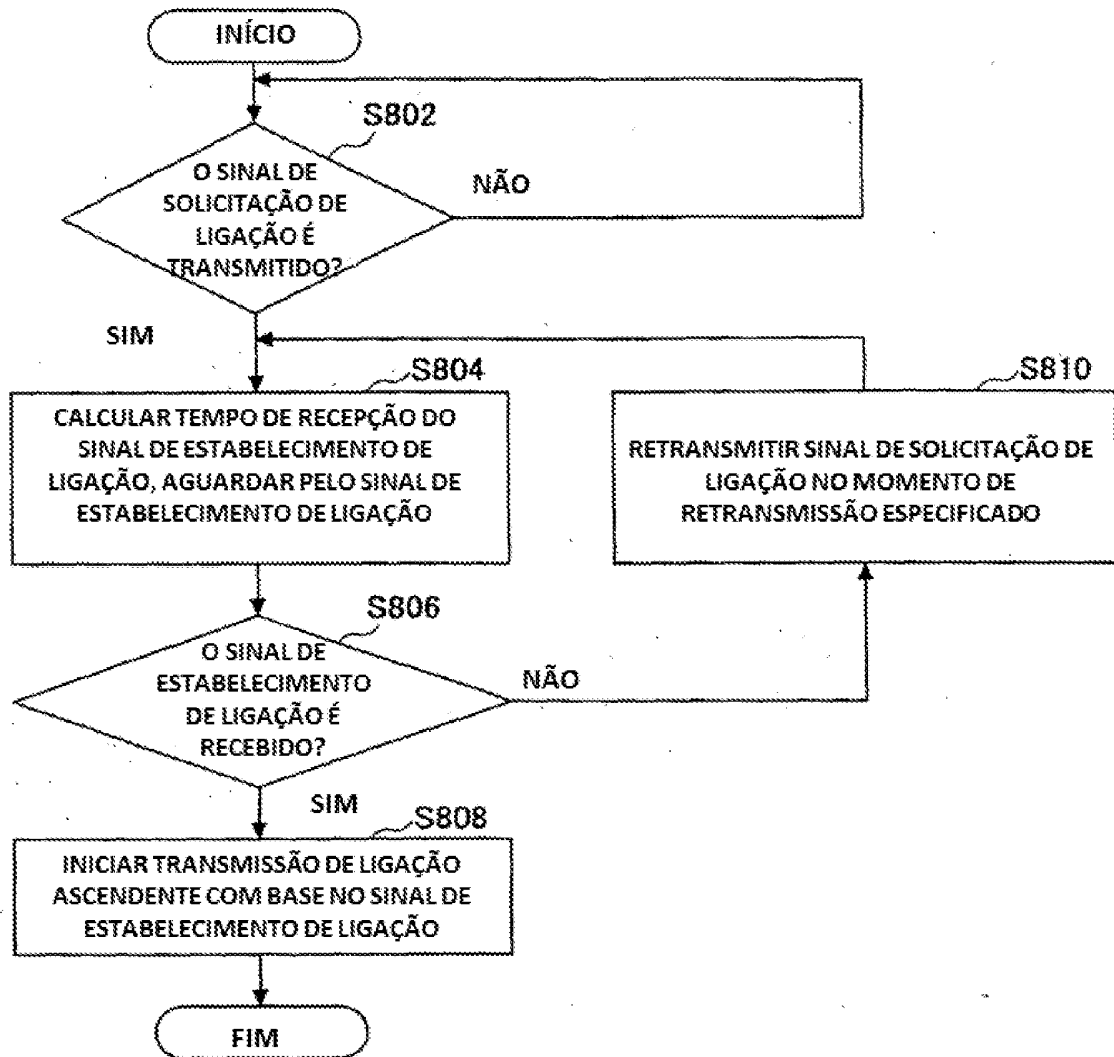 INÍCIO
S802
O SINAL DE
SOLICITAÇÃO DE
LIGAÇÃO É
TRANSMITIDO?
NÃO
SIM
S804
CALCULAR TEMPO DE RECEPÇÃO DO
SINAL DE ESTABELECIMENTO DE
LIGAÇÃO, AGUARDAR PELO SINAL DE
ESTABELECIMENTO DE LIGAÇÃO
S810
RETRANSMITIR SINAL DE SOLICITAÇÃO DE
LIGAÇÃO NO MOMENTO DE
RETRANSMISSÃO ESPECIFICADO
S806
O SINAL DE
ESTABELECIMENTO
DE LIGAÇÃO É
RECEBIDO?
NÃO
SIM
S808
INICIAR TRANSMISSÃO DE LIGAÇÃO
ASCENDENTE COM BASE NO SINAL DE
ESTABELECIMENTO DE LIGAÇÃO
FIM